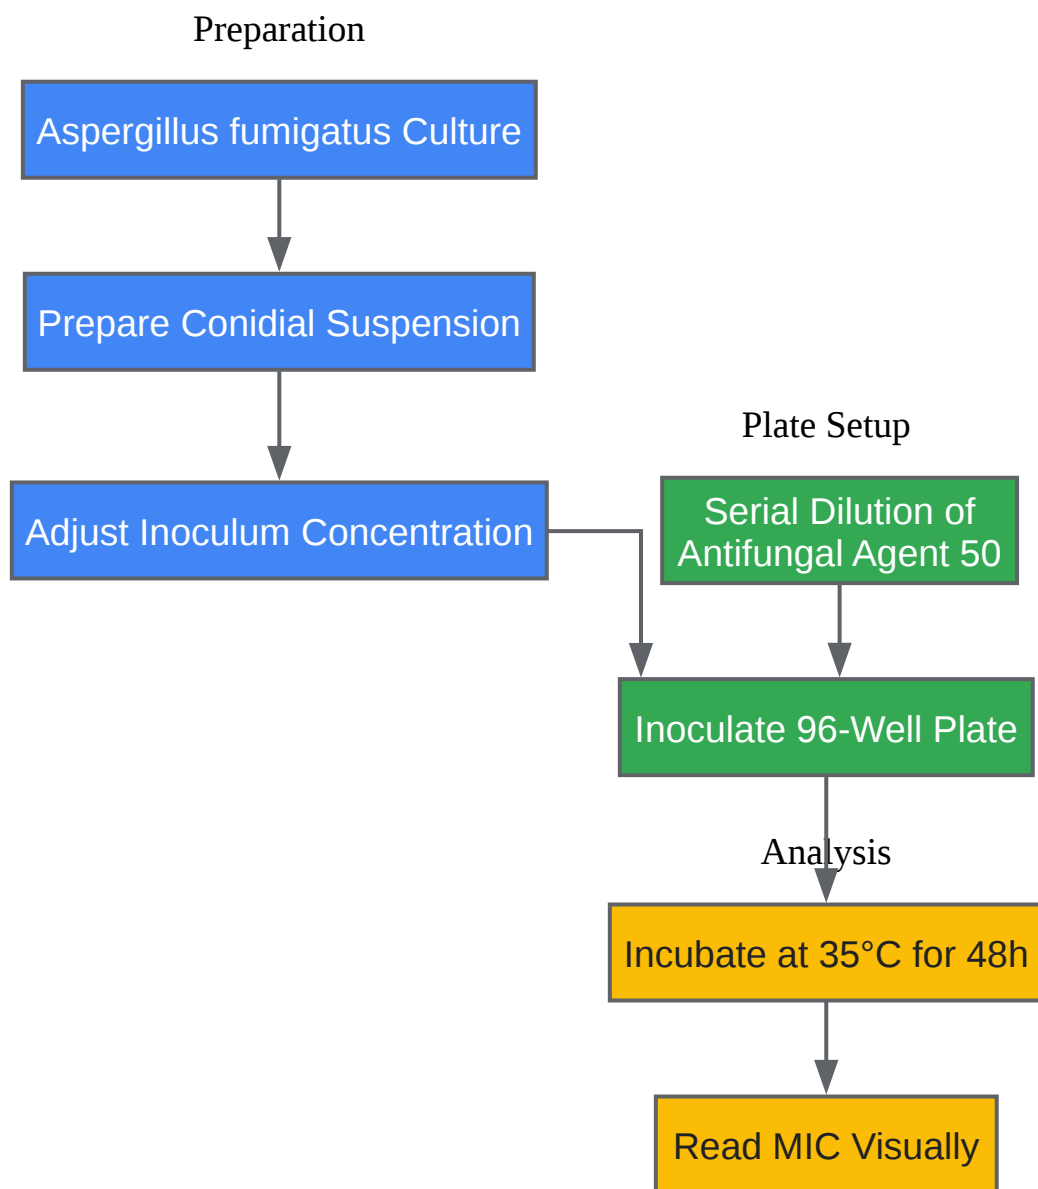 Preparation
Aspergillus fumigatus Culture
Prepare Conidial Suspension
Adjust Inoculum Concentration
Plate Setup
Serial Dilution of
Antifungal Agent 50
Inoculate 96-Well Plate
Analysis
Incubate at 35°C for 48h
Read MIC Visually